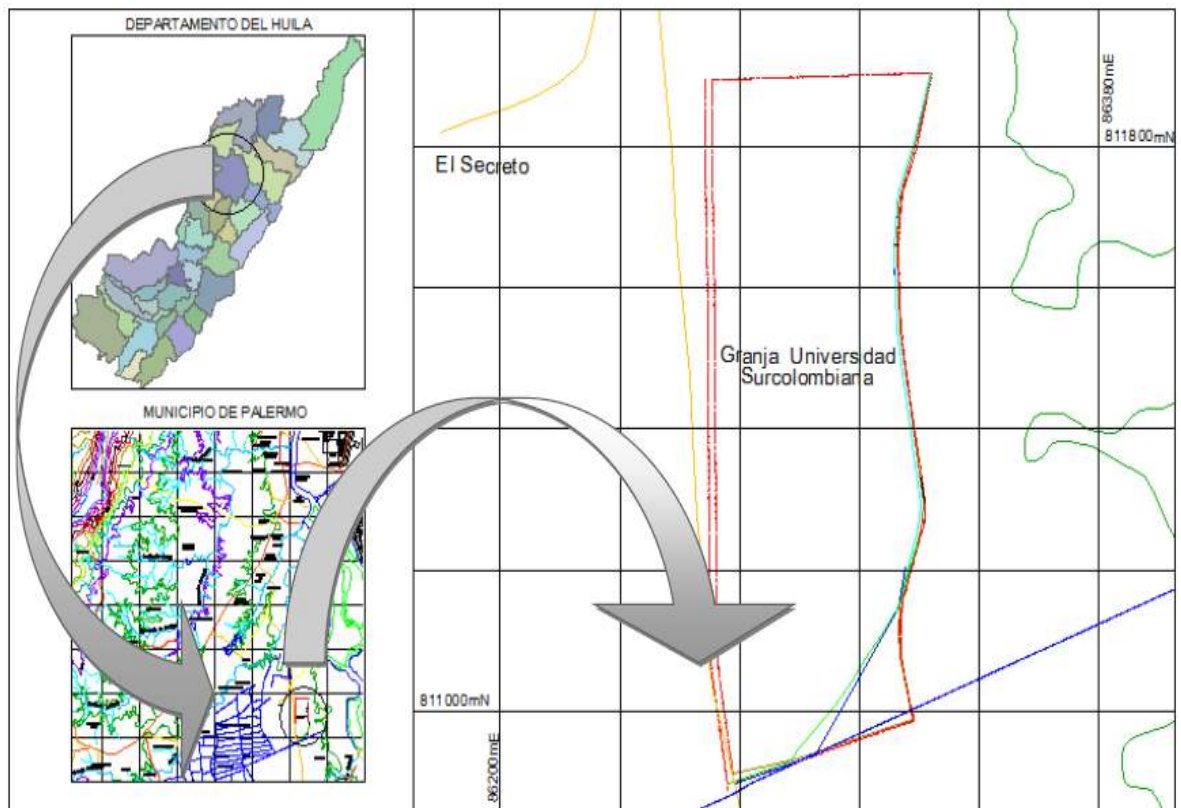 DEPARTAMENTO DEL HUILA
MUNICIPIO DE PALERMO
El Secreto
Granja Universidad
Surcolombiana
86380mE
811800mN
811000mN
86200mE